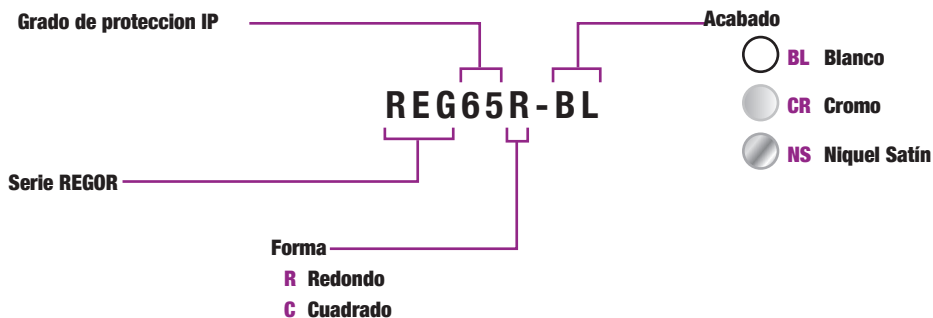 Grado de proteccion IP
Acabado
BL Blanco
CR Cromo
NS Niquel Satín
REG65R-BL
Serie REGOR
Forma
R Redondo
C Cuadrado